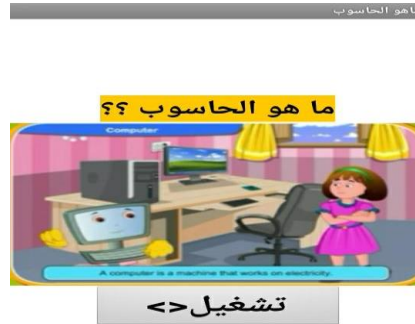 ماهو الحاسوب
ما هو الحاسوب ؟؟
Computer
A computer is a machine that works on electricity.
تشغيل<>